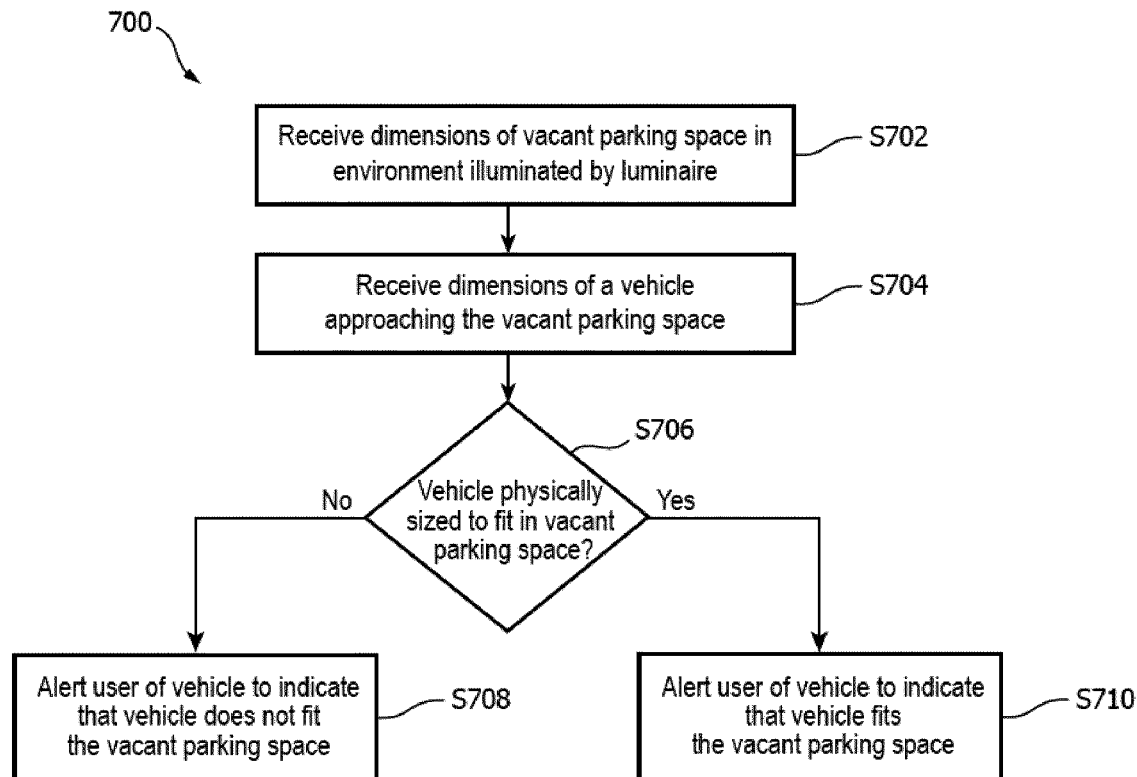 700
Receive dimensions of vacant parking space in
environment illuminated by luminaire
S702
Receive dimensions of a vehicle
approaching the vacant parking space
S704
S706
No
Vehicle physically
sized to fit in vacant
parking space?
Yes
Alert user of vehicle to indicate
that vehicle does not fit
the vacant parking space
S708
Alert user of vehicle to indicate
that vehicle fits
the vacant parking space
S710